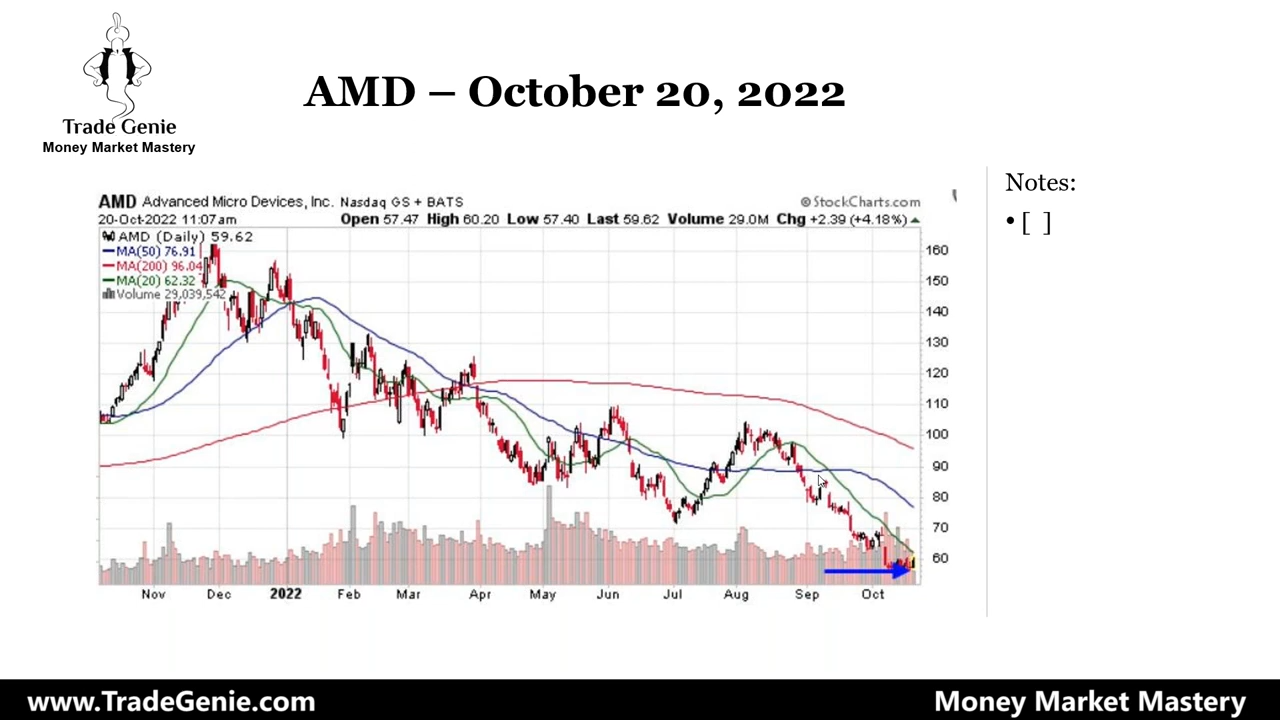 Trade Genie
Money Market Mastery
AMD – October 20, 2022
AMD Advanced Micro Devices, Inc. Nasdaq GS + BATS
© StockCharts.com
20-Oct-2022 11:07am
Open 57.47 High 60.20 Low 57.40 Last 59.62 Volume 29.0M Chg +2.39 (+4.18%)
AMD (Daily) 59.62
MA(50) 76.91
MA(200) 96.04
MA(20) 62.32
Volume 29,039,542
160
150
140
130
120
110
100
90
80
70
60
Nov Dec 2022 Feb Mar Apr May Jun Jul Aug Sep Oct
Notes:
• [ ]
www.TradeGenie.com
Money Market Mastery